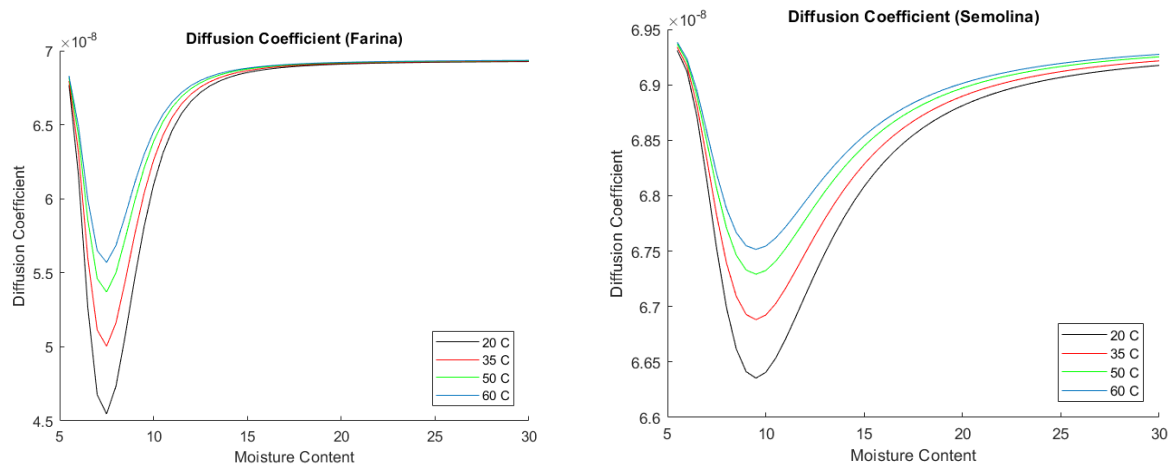 Diffusion Coefficient (Farina)
×10⁻⁸
7
6.5
6
5.5
5
4.5
5
10
15
20
25
30
Diffusion Coefficient
Moisture Content
20 C
35 C
50 C
60 C
Diffusion Coefficient (Semolina)
×10⁻⁸
6.95
6.9
6.85
6.8
6.75
6.7
6.65
6.6
5
10
15
20
25
30
Diffusion Coefficient
Moisture Content
20 C
35 C
50 C
60 C